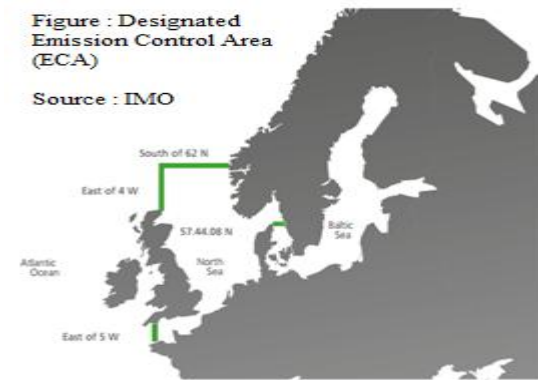 Figure : Designated
Emission Control Area
(ECA)
Source : IMO
South of 62 N
East of 4 W
57.44.08 N
Baltic
Sea
Atlantic
Ocean
North
Sea
East of 5 W